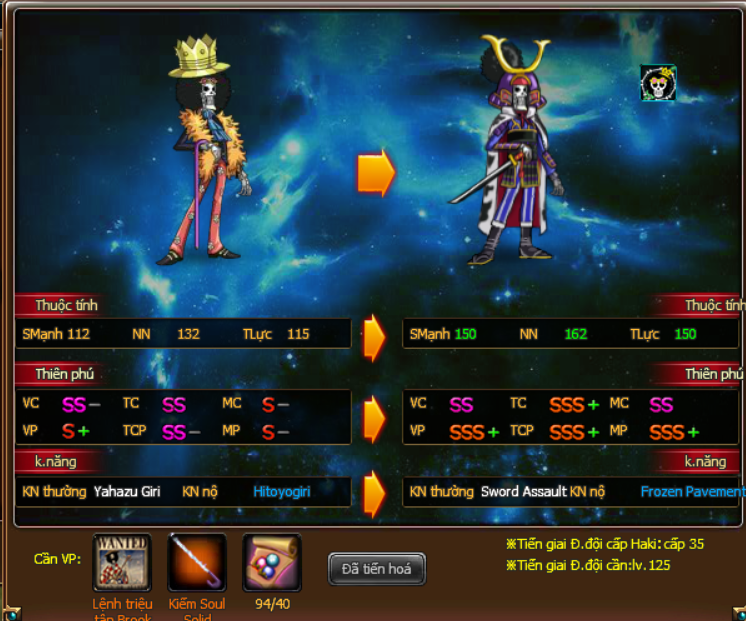 Thuộc tính Thuộc tính
SMạnh 112 NN 132 TLực 115 SMạnh 150 NN 162 TLực 150
Thiên phú Thiên phú
VC SS- TC SS MC S- VC SS TC SSS+ MC SS
VP S+ TCP SS- MP S- VP SSS+ TCP SSS+ MP SSS+
k.năng k.năng
KN thường Yahazu Giri KN nộ Hitoyogiri KN thường Sword Assault KN nộ Frozen Pavement
Cần VP: WANTED Đã tiến hoá ※Tiến giai Đ.đội cấp Haki: cấp 35
※Tiến giai Đ.đội cần:lv.125
Lệnh triệu Kiếm Soul 94/40
tập Brook Solid